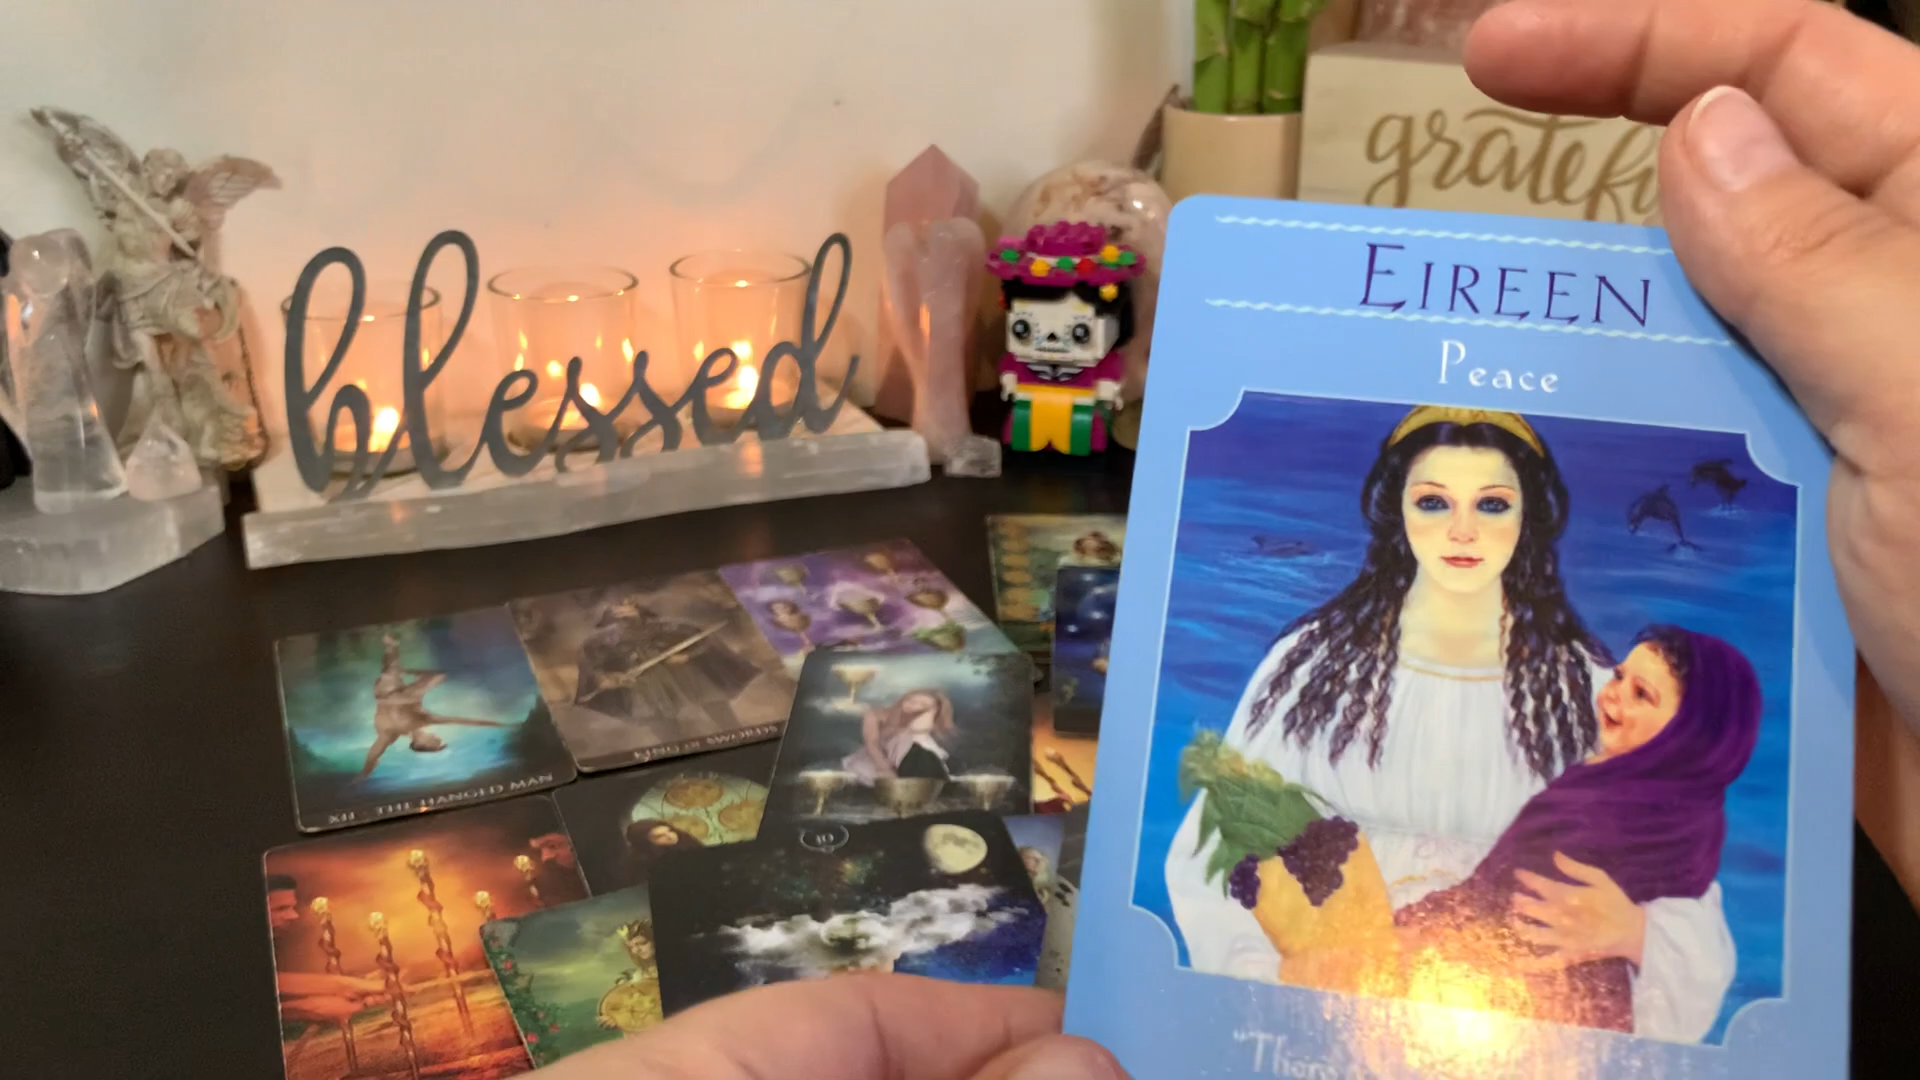 blessed
grateful
EIREEN
Peace
XII THE HANGED MAN
KING OF SWORDS